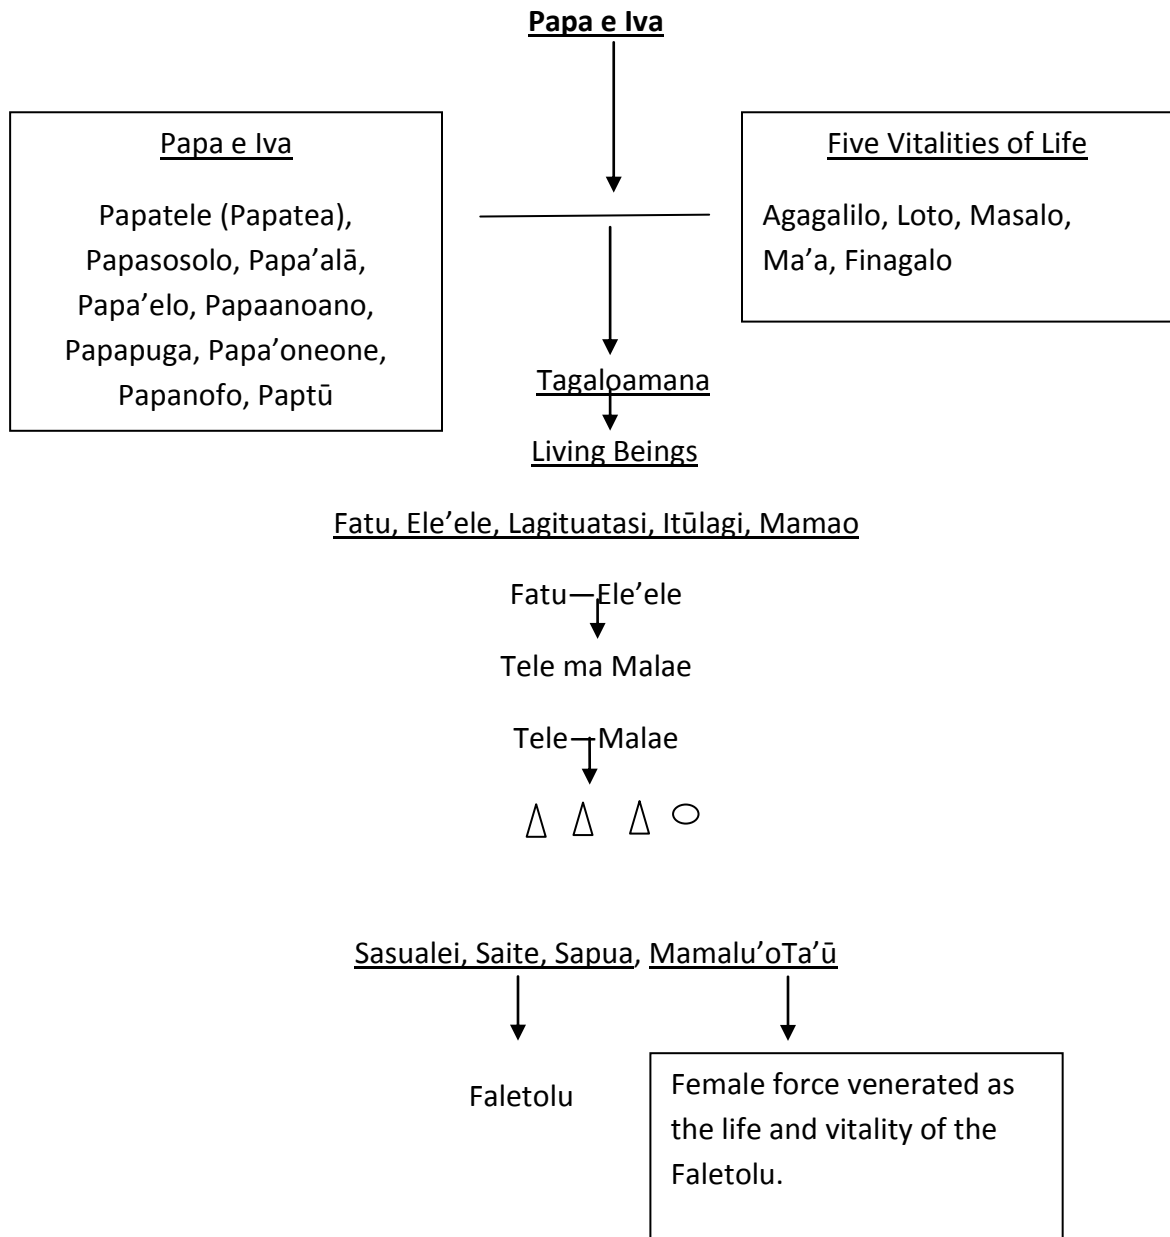 Papa e Iva
Papa e Iva
Papatele (Papatea),
Papasosolo, Papa’alā,
Papa’elo, Papaanoano,
Papapuga, Papa’oneone,
Papanofo, Paptū
Five Vitalities of Life
Agagalilo, Loto, Masalo,
Ma’a, Finagalo
Tagaloamana
Living Beings
Fatu, Ele’ele, Lagituatasi, Itūlagi, Mamao
Fatu—Ele’ele
Tele ma Malae
Tele—Malae
Sasualei, Saite, Sapua, Mamalu’oTa’ū
Faletolu
Female force venerated as
the life and vitality of the
Faletolu.